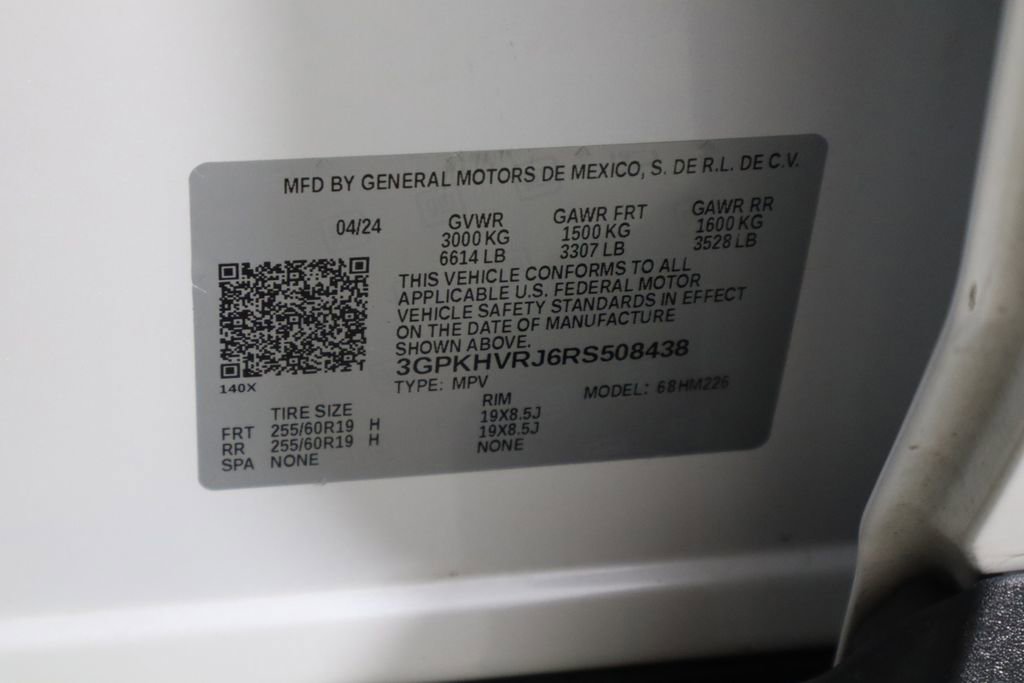 MFD BY GENERAL MOTORS DE MEXICO, S. DE R.L. DE C.V.
04/24 GVWR GAWR FRT GAWR RR
3000 KG 1500 KG 1600 KG
6614 LB 3307 LB 3528 LB
THIS VEHICLE CONFORMS TO ALL
APPLICABLE U.S. FEDERAL MOTOR
VEHICLE SAFETY STANDARDS IN EFFECT
ON THE DATE OF MANUFACTURE
SHOWN ABOVE.
3GPKHVRJ6RS508438
140X
TYPE: MPV MODEL: 68HM226
TIRE SIZE RIM
FRT 255/60R19 H 19X8.5J
RR 255/60R19 H 19X8.5J
SPA NONE NONE